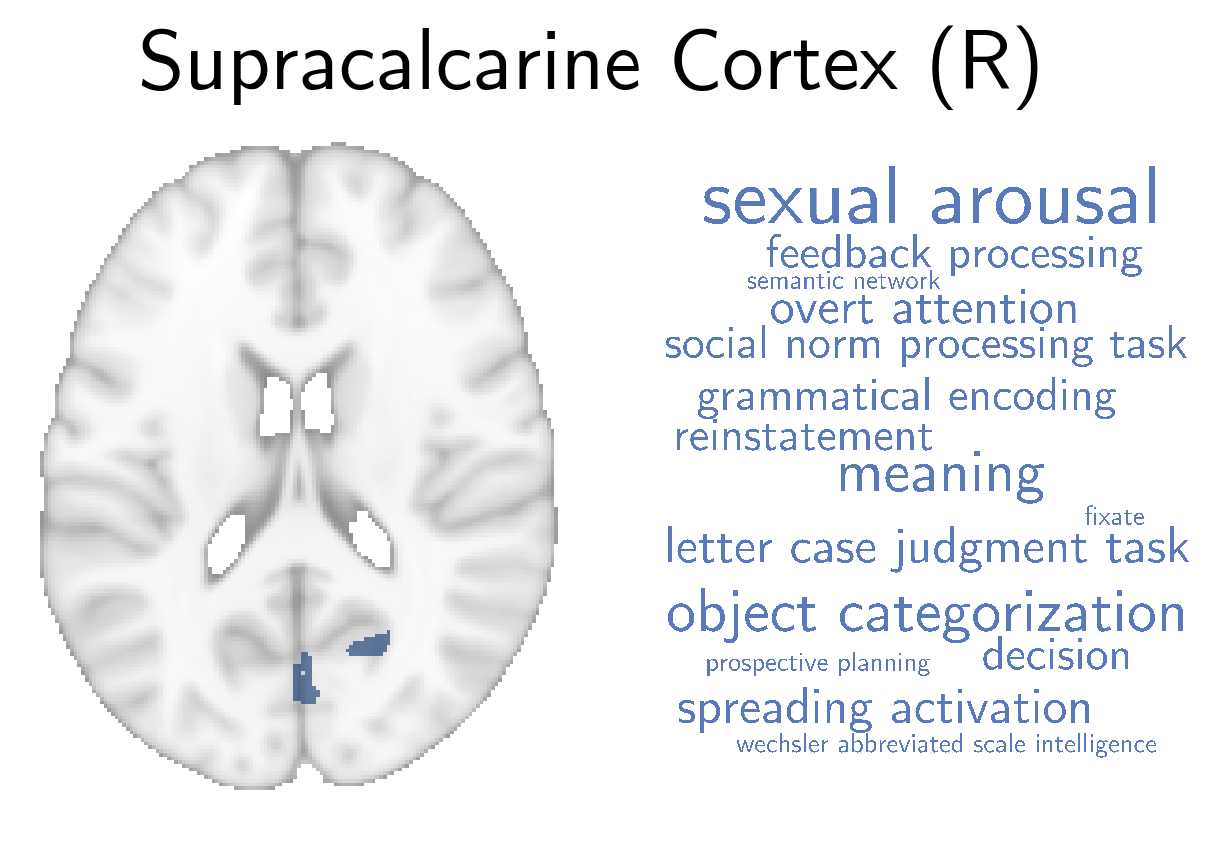 Supracalcarine Cortex (R)
sexual arousal
feedback processing
semantic network
overt attention
social norm processing task
grammatical encoding
reinstatement
meaning
fixate
letter case judgment task
object categorization
decision
prospective planning
spreading activation
wechsler abbreviated scale intelligence